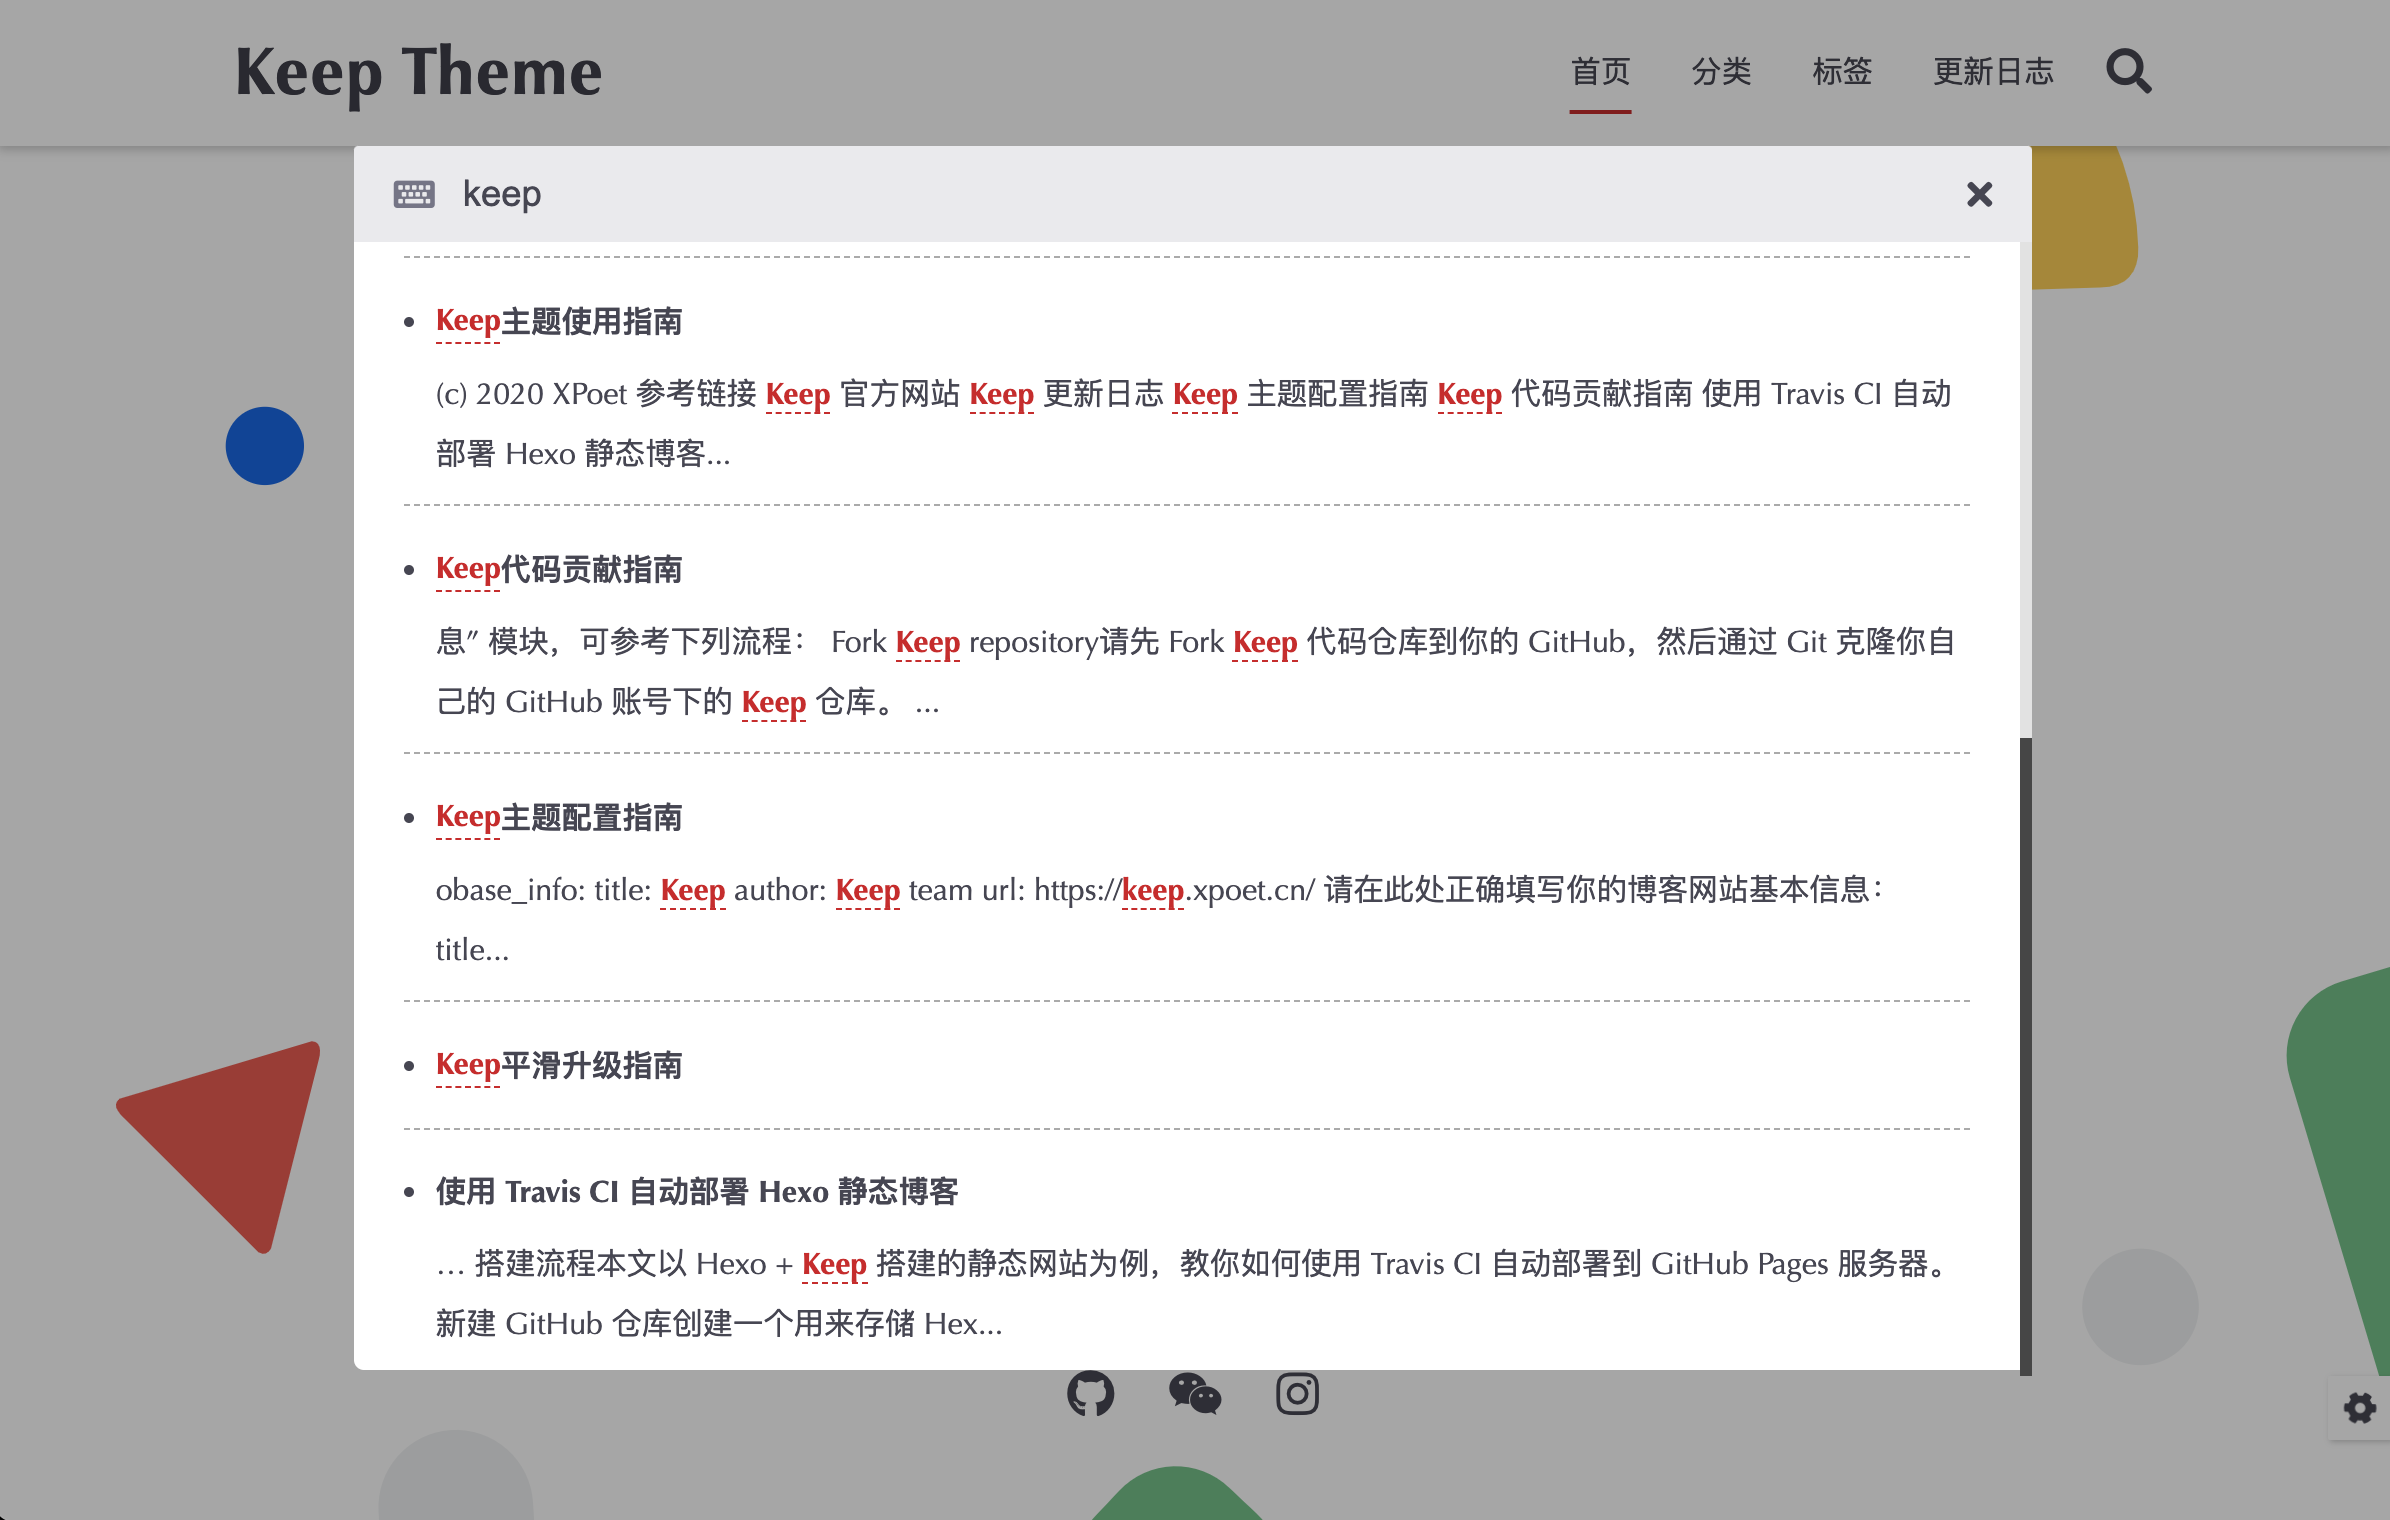 Keep Theme
首页 分类 标签 更新日志
keep
Keep主题使用指南
(c) 2020 XPoet 参考链接 Keep 官方网站 Keep 更新日志 Keep 主题配置指南 Keep 代码贡献指南 使用 Travis CI 自动
部署 Hexo 静态博客...
Keep代码贡献指南
息” 模块，可参考下列流程： Fork Keep repository请先 Fork Keep 代码仓库到你的 GitHub，然后通过 Git 克隆你自
己的 GitHub 账号下的 Keep 仓库。 ...
Keep主题配置指南
obase_info: title: Keep author: Keep team url: https://keep.xpoet.cn/ 请在此处正确填写你的博客网站基本信息：
title...
Keep平滑升级指南
使用 Travis CI 自动部署 Hexo 静态博客
… 搭建流程本文以 Hexo + Keep 搭建的静态网站为例，教你如何使用 Travis CI 自动部署到 GitHub Pages 服务器。
新建 GitHub 仓库创建一个用来存储 Hex...